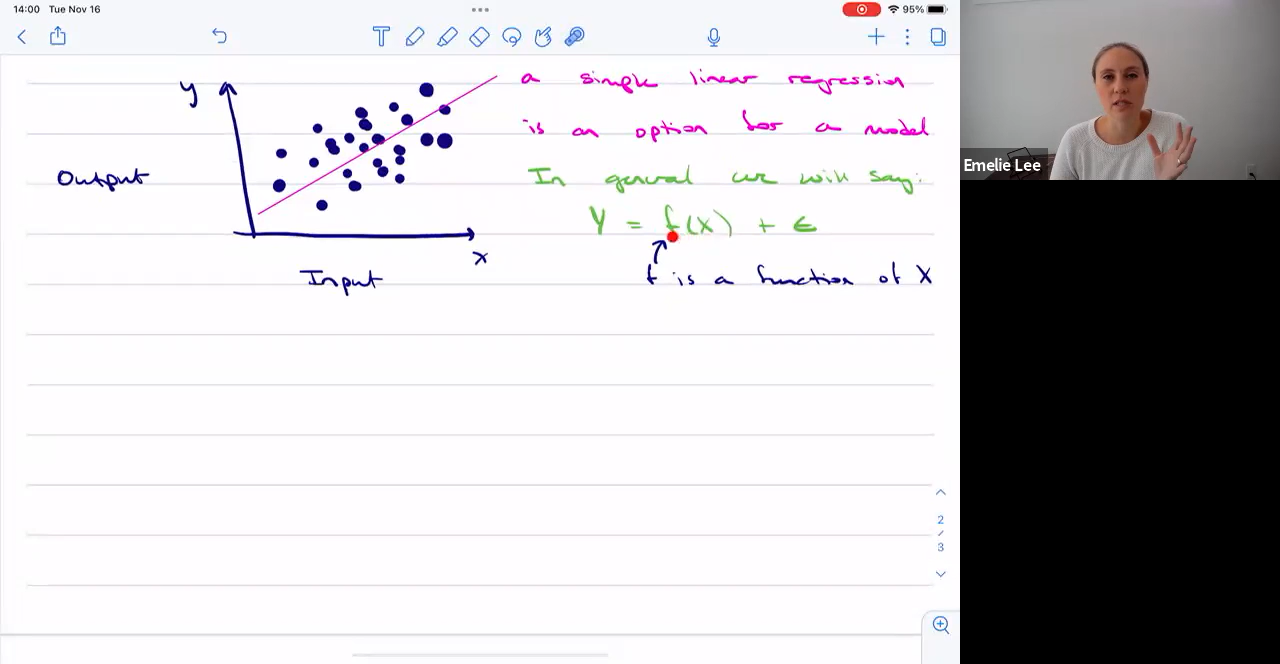 14:00 Tue Nov 16
95%
T
Emelie Lee
y
a simple linear regression
is an option for a model
Output
In general we will say:
Y = f(X) + ϵ
x
Input
f is a function of X
2
3